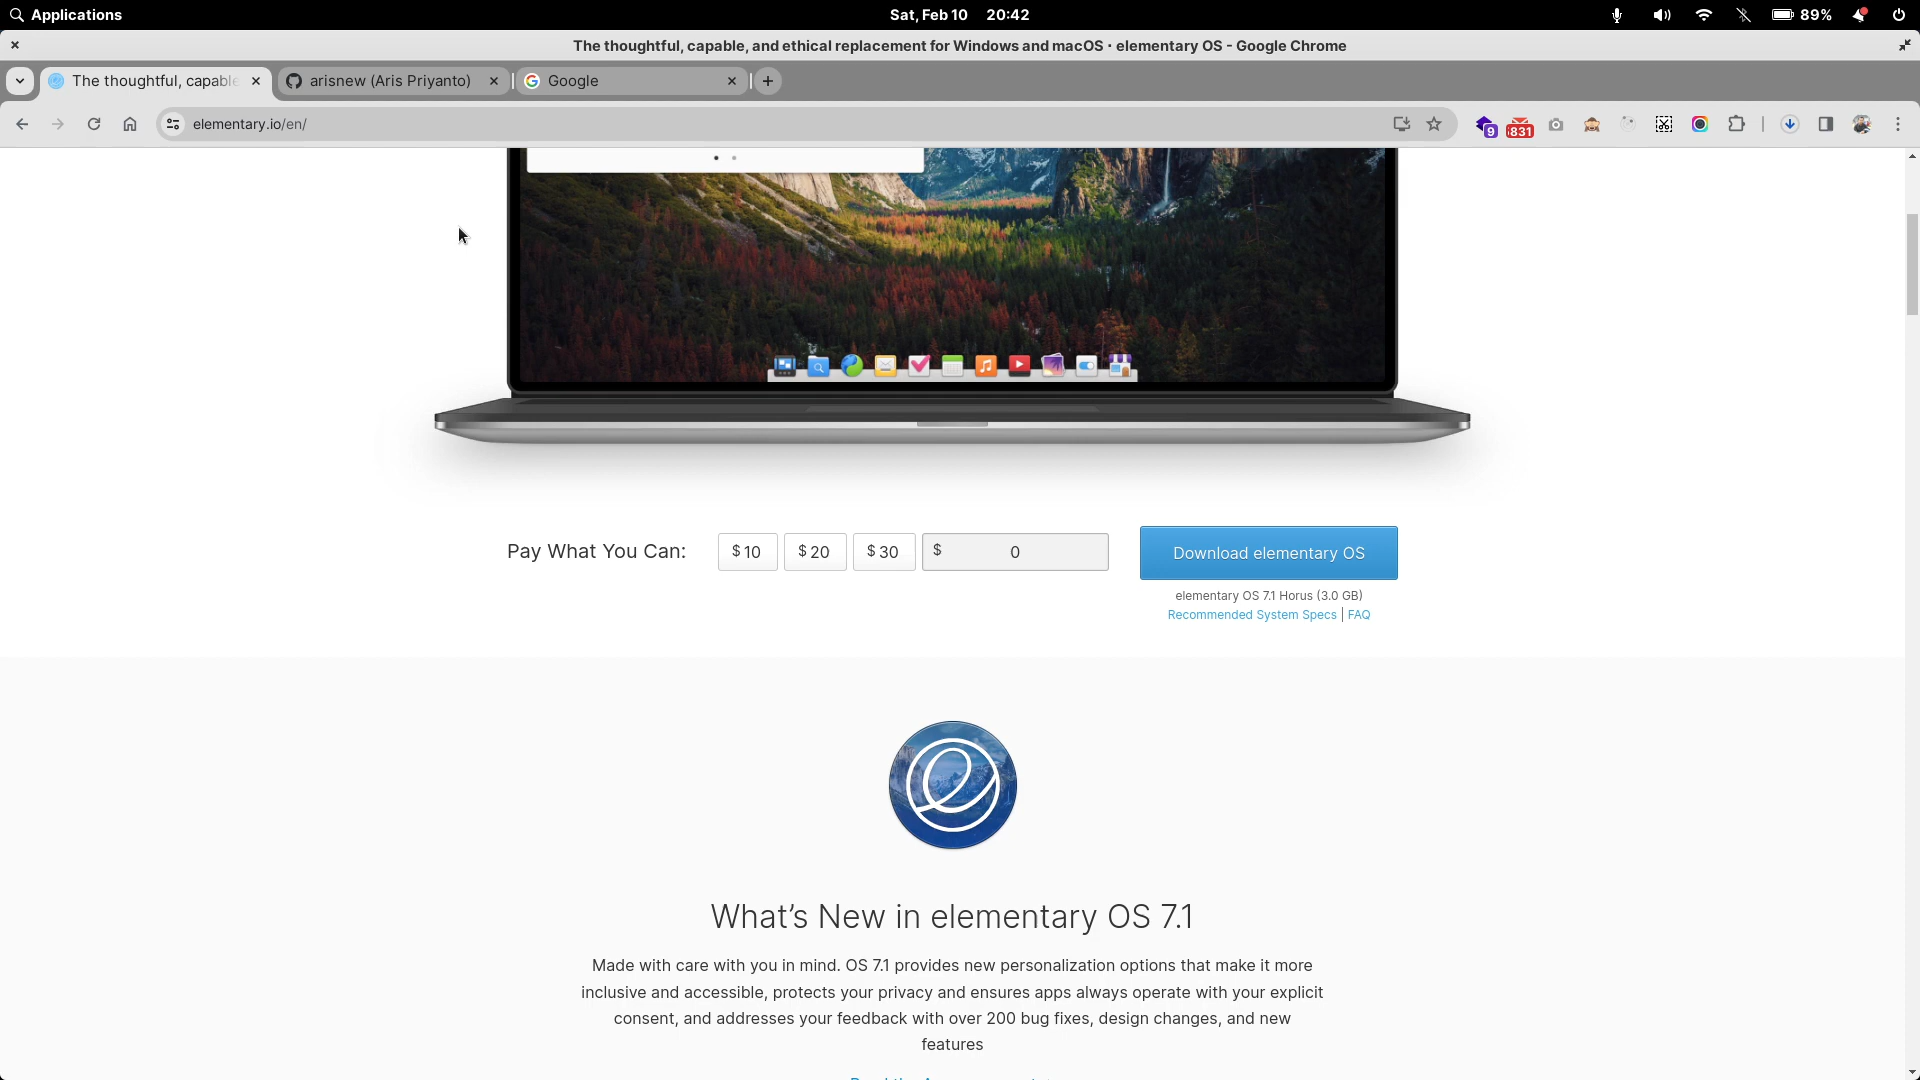 Applications
Sat, Feb 10 20:42
89%
The thoughtful, capable, and ethical replacement for Windows and macOS · elementary OS - Google Chrome
The thoughtful, capable
arisnew (Aris Priyanto)
Google
elementary.io/en/
9
831
Pay What You Can:
$ 10
$ 20
$ 30
$ 0
Download elementary OS
elementary OS 7.1 Horus (3.0 GB)
Recommended System Specs | FAQ
What’s New in elementary OS 7.1
Made with care with you in mind. OS 7.1 provides new personalization options that make it more
inclusive and accessible, protects your privacy and ensures apps always operate with your explicit
consent, and addresses your feedback with over 200 bug fixes, design changes, and new
features